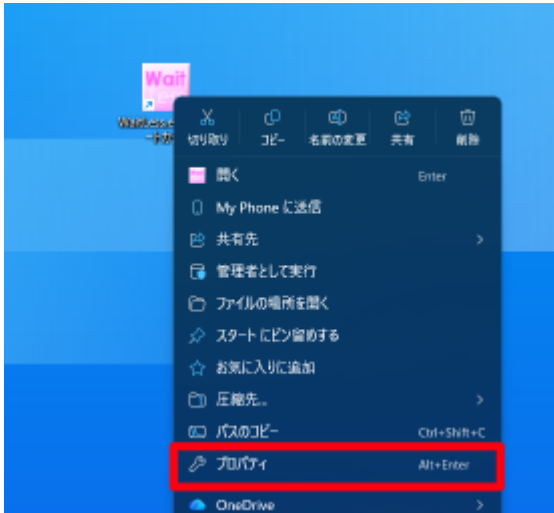 Wait
切り取り コピー 名前の変更 共有 削除
開く Enter
My Phone に送信
共有先
管理者として実行
ファイルの場所を開く
スタート にピン留めする
お気に入りに追加
圧縮先...
パスのコピー Ctrl+Shift+C
プロパティ Alt+Enter
OneDrive